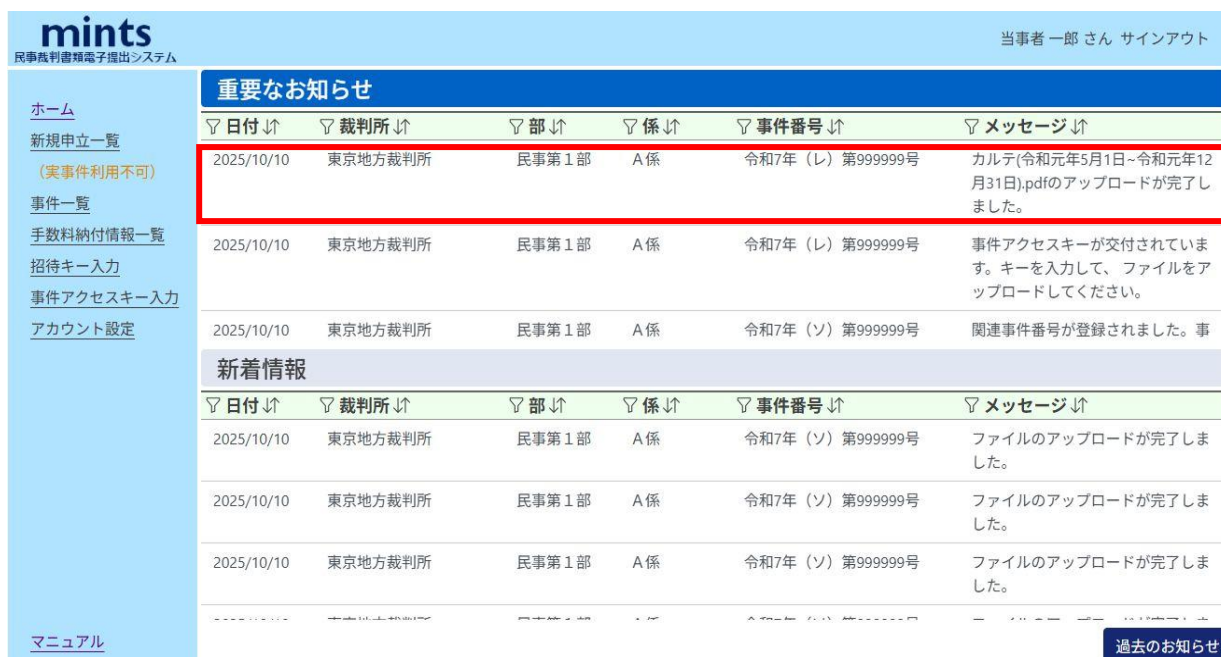 mints
民事裁判書類電子提出システム
当事者 一郎 さん サインアウト
ホーム
新規申立一覧
（実事件利用不可）
事件一覧
手数料納付情報一覧
招待キー入力
事件アクセスキー入力
アカウント設定
マニュアル
重要なお知らせ
日付 裁判所 部 係 事件番号 メッセージ
2025/10/10 東京地方裁判所 民事第１部 A係 令和7年（レ）第999999号 カルテ(令和元年5月1日~令和元年12
月31日).pdfのアップロードが完了し
ました。
2025/10/10 東京地方裁判所 民事第１部 A係 令和7年（レ）第999999号 事件アクセスキーが交付されていま
す。キーを入力して、 ファイルをア
ップロードしてください。
2025/10/10 東京地方裁判所 民事第１部 A係 令和7年（ソ）第999999号 関連事件番号が登録されました。事
新着情報
日付 裁判所 部 係 事件番号 メッセージ
2025/10/10 東京地方裁判所 民事第１部 A係 令和7年（ソ）第999999号 ファイルのアップロードが完了しま
した。
2025/10/10 東京地方裁判所 民事第１部 A係 令和7年（ソ）第999999号 ファイルのアップロードが完了しま
した。
2025/10/10 東京地方裁判所 民事第１部 A係 令和7年（ソ）第999999号 ファイルのアップロードが完了しま
した。
過去のお知らせ